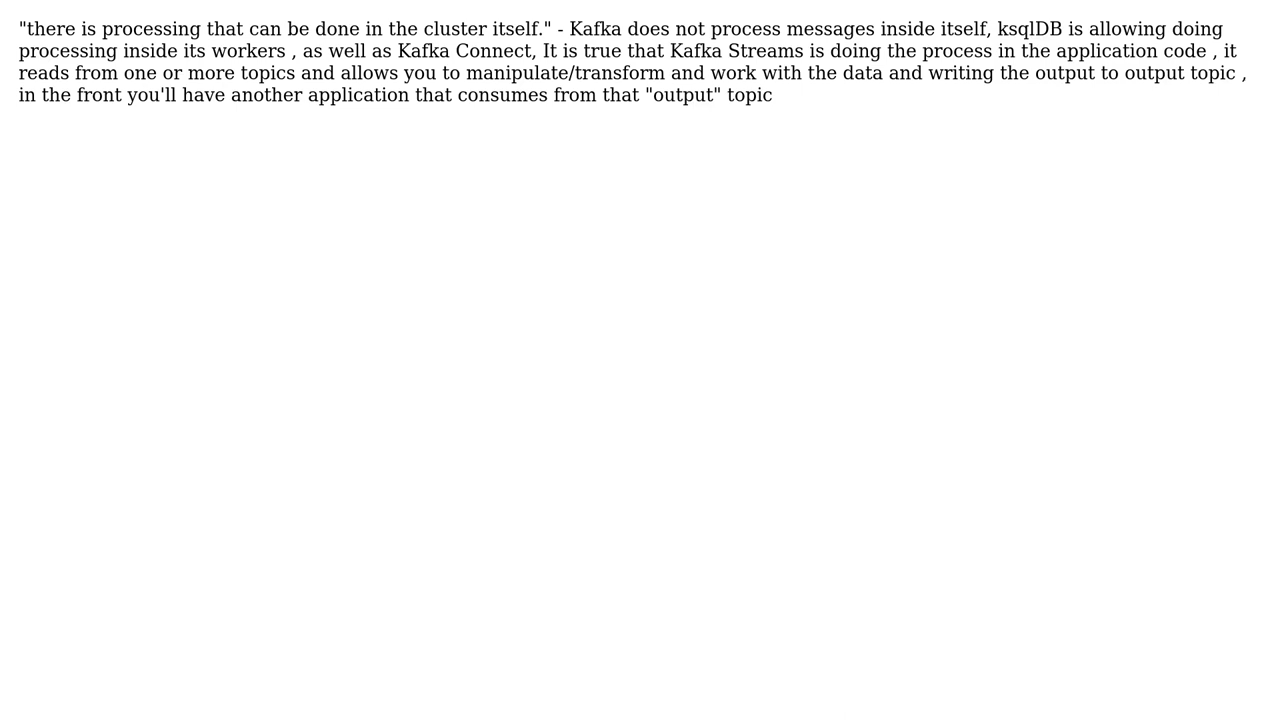 "there is processing that can be done in the cluster itself." - Kafka does not process messages inside itself, ksqlDB is allowing doing
processing inside its workers , as well as Kafka Connect, It is true that Kafka Streams is doing the process in the application code , it
reads from one or more topics and allows you to manipulate/transform and work with the data and writing the output to output topic ,
in the front you'll have another application that consumes from that "output" topic